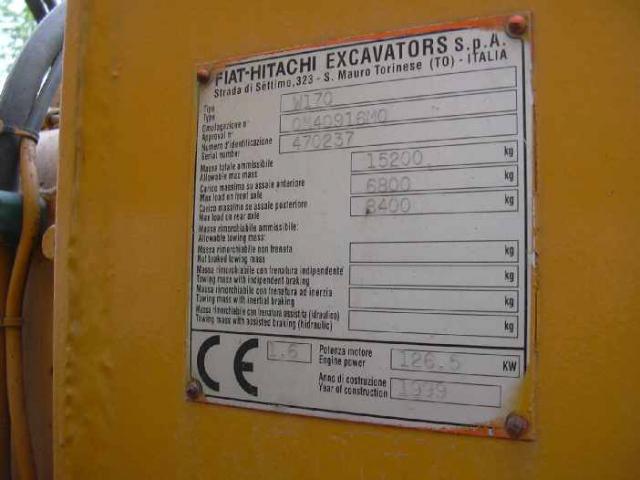 FIAT-HITACHI EXCAVATORS S.p.A.
Strada di Settimo, 323 - S. Mauro Torinese (TO) - ITALIA
Tipo
Type
W170
Omologazione n°
Approval n°
OM40916MO
Numero d'identificazione
Serial number
470237
Massa totale ammissibile
Allowable max mass
15200 kg
Carico massimo su assale anteriore
Max load on front axle
6800 kg
Carico massimo su assale posteriore
Max load on rear axle
8400 kg
Massa rimorchiabile ammissibile:
Allowable towing mass:
Massa rimorchiabile non frenata
Not braked towing mass
kg
Massa rimorchiabile con frenatura indipendente
Towing mass with independent braking
kg
Massa rimorchiabile con frenatura ad inerzia
Towing mass with inertial braking
kg
Massa rimorchiabile con frenatura assistita (idraulica)
Towing mass with assisted braking (hidraulic)
kg
CE
1.6
Potenza motore
Engine power
126.5 KW
Anno di costruzione
Year of construction
1999